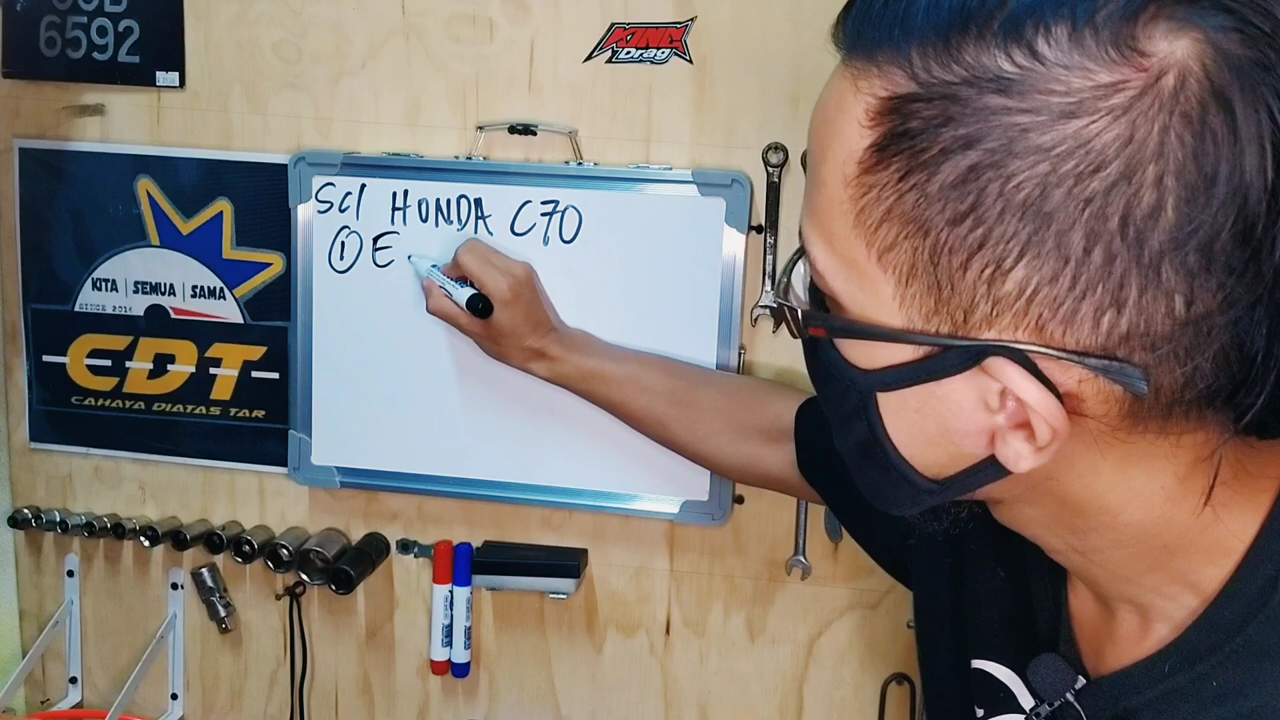 6592
KING
Drag
SCI HONDA C70
① E
KITA | SEMUA | SAMA
CDT
CAHAYA DIATAS TAR